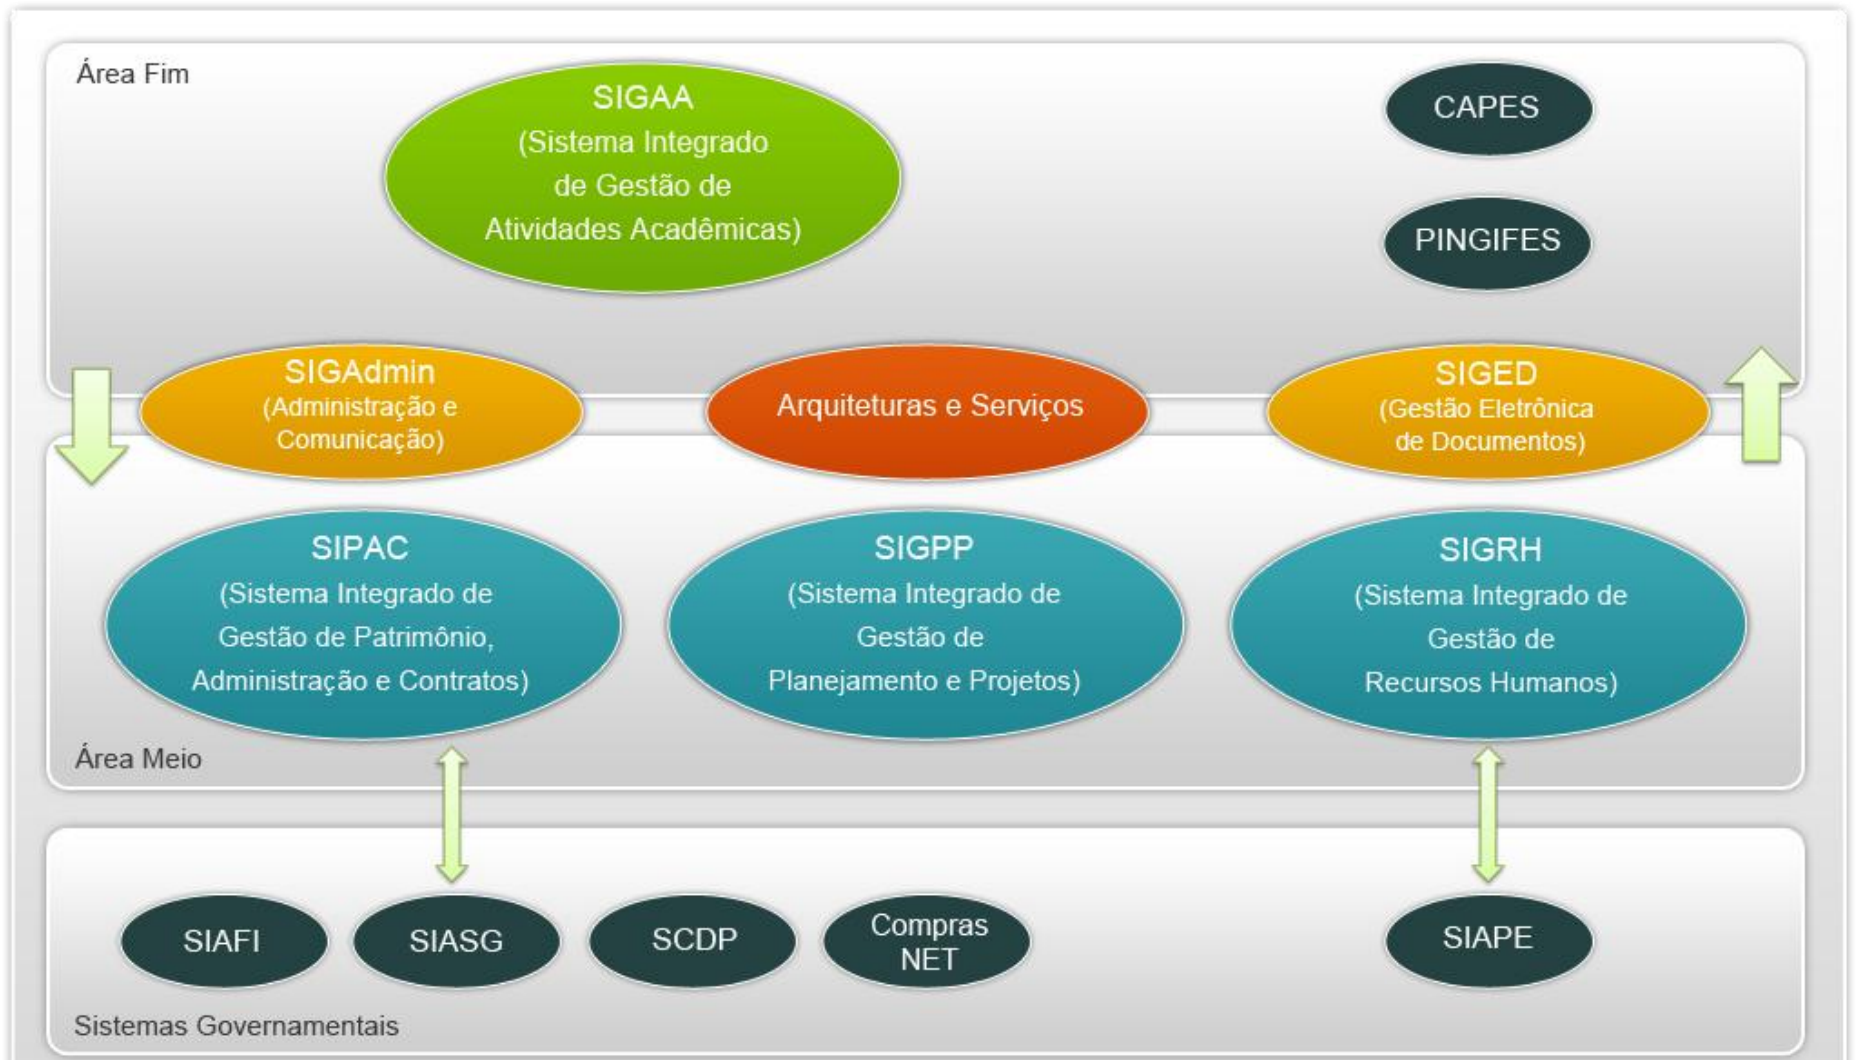 Área Fim
SIGAA
(Sistema Integrado
de Gestão de
Atividades Acadêmicas)
CAPES
PINGIFES
SIGAdmin
(Administração e
Comunicação)
Arquiteturas e Serviços
SIGED
(Gestão Eletrônica
de Documentos)
SIPAC
(Sistema Integrado de
Gestão de Patrimônio,
Administração e Contratos)
SIGPP
(Sistema Integrado de
Gestão de
Planejamento e Projetos)
SIGRH
(Sistema Integrado de
Gestão de
Recursos Humanos)
Área Meio
SIAFI
SIASG
SCDP
Compras
NET
SIAPE
Sistemas Governamentais